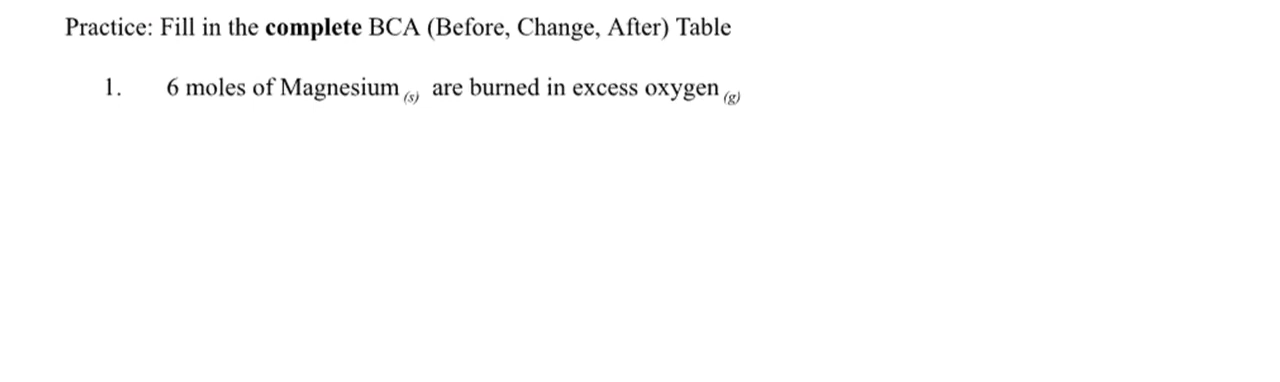 Practice: Fill in the complete BCA (Before, Change, After) Table
1. 6 moles of Magnesium (s) are burned in excess oxygen (g)